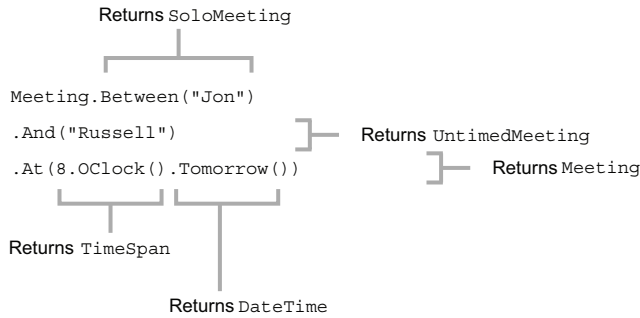 Returns SoloMeeting
Meeting.Between("Jon")
.And("Russell")
Returns UntimedMeeting
.At(8.OClock().Tomorrow())
Returns Meeting
Returns TimeSpan
Returns DateTime